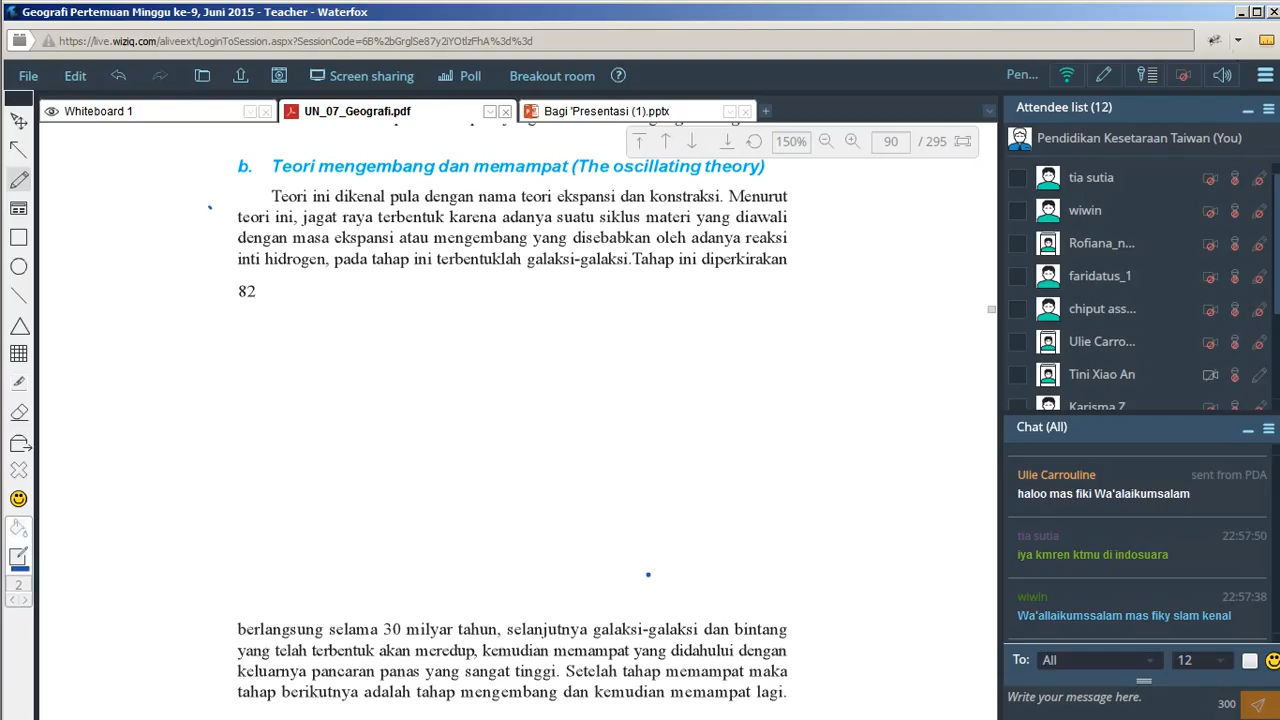 Geografi Pertemuan Minggu ke-9, Juni 2015 - Teacher - Waterfox
https://live.wiziq.com/aliveext/LoginToSession.aspx?SessionCode=6B%2bGrglSe87y2iYOtlzFhA%3d%3d
File Edit Screen sharing Poll Breakout room Pen...
Whiteboard 1 UN_07_Geografi.pdf Bagi 'Presentasi (1).pptx
150% 90 / 295
b. Teori mengembang dan memampat (The oscillating theory)
Teori ini dikenal pula dengan nama teori ekspansi dan konstraksi. Menurut
teori ini, jagat raya terbentuk karena adanya suatu siklus materi yang diawali
dengan masa ekspansi atau mengembang yang disebabkan oleh adanya reaksi
inti hidrogen, pada tahap ini terbentuklah galaksi-galaksi.Tahap ini diperkirakan
82
berlangsung selama 30 milyar tahun, selanjutnya galaksi-galaksi dan bintang
yang telah terbentuk akan meredup, kemudian memampat yang didahului dengan
keluarnya pancaran panas yang sangat tinggi. Setelah tahap memampat maka
tahap berikutnya adalah tahap mengembang dan kemudian memampat lagi.
2
Attendee list (12)
Pendidikan Kesetaraan Taiwan (You)
tia sutia
wiwin
Rofiana_n...
faridatus_1
chiput ass...
Ulie Carro...
Tini Xiao An
Karisma Z
Chat (All)
Ulie Carrouline sent from PDA
haloo mas fiki Wa'alaikumsalam
tia sutia 22:57:50
iya kmren ktmu di indosuara
wiwin 22:57:38
Wa'allaikumssalam mas fiky slam kenal
To: All 12
Write your message here. 300